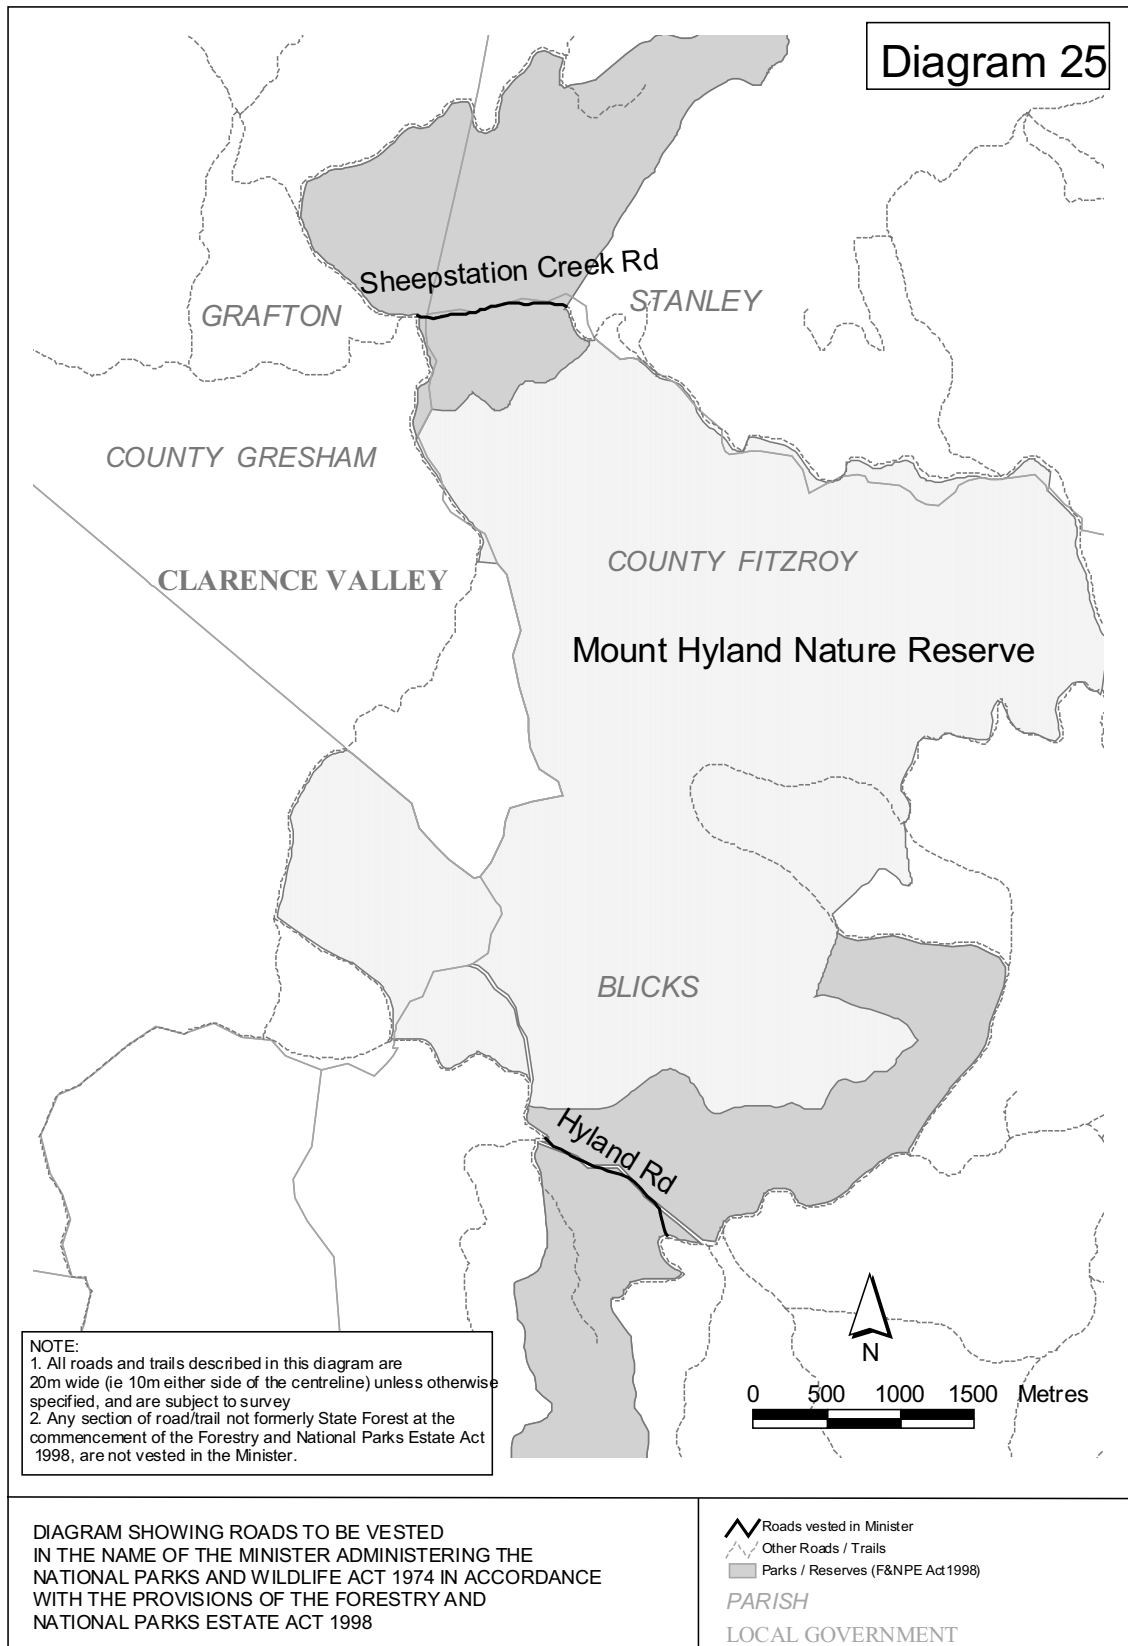 Diagram 25
Sheepstation Creek Rd
GRAFTON
STANLEY
COUNTY GRESHAM
COUNTY FITZROY
CLARENCE VALLEY
Mount Hyland Nature Reserve
BLICKS
Hyland Rd
N
0 500 1000 1500 Metres
NOTE:
1. All roads and trails described in this diagram are
20m wide (ie 10m either side of the centreline) unless otherwise
specified, and are subject to survey
2. Any section of road/trail not formerly State Forest at the
commencement of the Forestry and National Parks Estate Act
1998, are not vested in the Minister.
DIAGRAM SHOWING ROADS TO BE VESTED
IN THE NAME OF THE MINISTER ADMINISTERING THE
NATIONAL PARKS AND WILDLIFE ACT 1974 IN ACCORDANCE
WITH THE PROVISIONS OF THE FORESTRY AND
NATIONAL PARKS ESTATE ACT 1998
Roads vested in Minister
Other Roads / Trails
Parks / Reserves (F&NPE Act1998)
PARISH
LOCAL GOVERNMENT